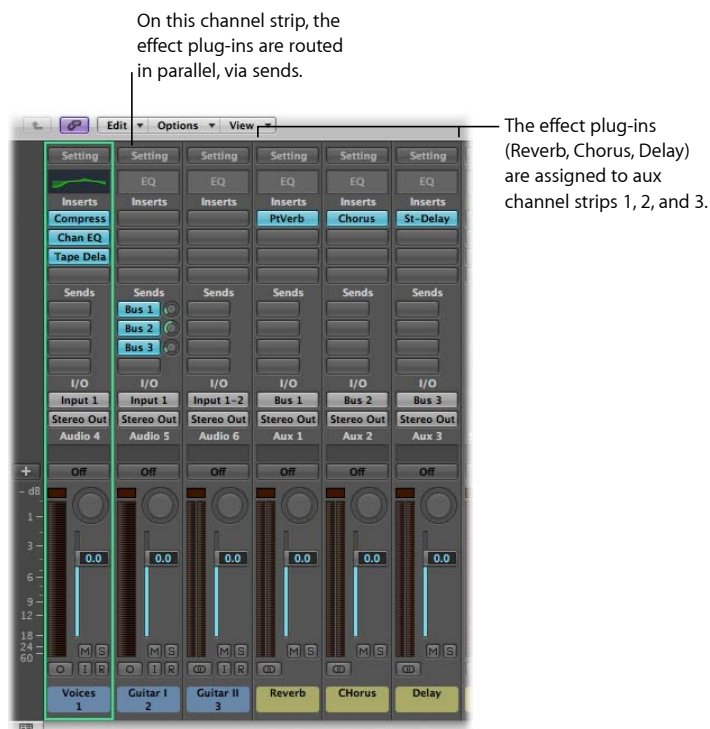 On this channel strip, the
effect plug-ins are routed
in parallel, via sends.
The effect plug-ins
(Reverb, Chorus, Delay)
are assigned to aux
channel strips 1, 2, and 3.
Edit Options View
Setting Setting Setting Setting Setting Setting
EQ EQ EQ EQ EQ
Inserts Inserts Inserts Inserts Inserts Inserts
Compress PtVerb Chorus St-Delay
Chan EQ
Tape Dela
Sends Sends Sends Sends Sends Sends
Bus 1
Bus 2
Bus 3
I/O I/O I/O I/O I/O I/O
Input 1 Input 1 Input 1-2 Bus 1 Bus 2 Bus 3
Stereo Out Stereo Out Stereo Out Stereo Out Stereo Out Stereo Out
Audio 4 Audio 5 Audio 6 Aux 1 Aux 2 Aux 3
+ Off Off Off Off Off Off
- dB
1
3
0.0 0.0 0.0 0.0 0.0 0.0
6
9
12
18
24 M S M S M S M S M S M S
60
I R I R I R
Voices Guitar I Guitar II Reverb CHorus Delay
1 2 3